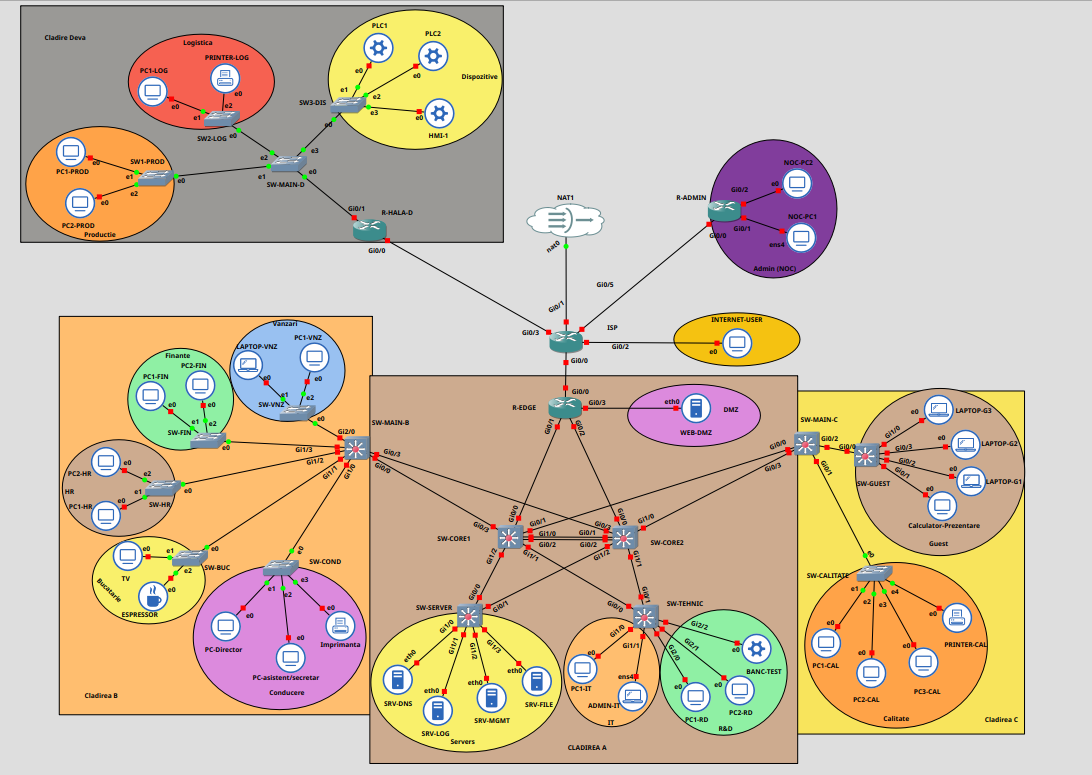 Cladire Deva
Logistica
PC1-LOG
PRINTER-LOG
e0
e0
e1
e2
SW2-LOG
e0
PLC1
PLC2
Dispozitive
e0
e0
e1
e2
e3
e0
SW3-DIS
e0
HMI-1
SW1-PROD
PC1-PROD
e0
e1
e2
e0
e0
PC2-PROD
Productie
e2
e3
e1
e0
SW-MAIN-D
Gi0/1
R-HALA-D
Gi0/0
NAT1
nat0
Gi0/1
Gi0/5
Gi0/3
ISP
Gi0/2
Gi0/0
R-ADMIN
Gi0/2
e0
NOC-PC2
Gi0/1
Gi0/0
NOC-PC1
ens4
Admin (NOC)
INTERNET-USER
e0
Vanzari
LAPTOP-VNZ
PC1-VNZ
e0
e0
e1
e2
SW-VNZ
e0
Finante
PC1-FIN
PC2-FIN
e0
e0
e1
e2
SW-FIN
e0
SW-MAIN-B
Gi2/0
Gi1/3
Gi1/2
Gi1/1
Gi1/0
Gi0/3
Gi0/0
PC2-HR
e0
HR
e2
e1
e0
PC1-HR
e0
SW-HR
e0
e1
e0
SW-BUC
TV
e2
e0
Bucatarie
ESPRESSOR
e0
SW-COND
e1
e2
e3
e0
e0
e0
PC-Director
Imprimanta
PC-asistent/secretar
Conducere
Cladirea B
Gi0/0
R-EDGE
Gi0/3
eth0
DMZ
WEB-DMZ
Gi0/2
Gi0/0
Gi0/0
Gi0/3
Gi0/1
Gi1/0
Gi0/2
Gi0/1
Gi0/2
Gi0/3
Gi1/0
SW-CORE1
SW-CORE2
Gi1/2
Gi1/1
Gi1/2
Gi1/1
SW-SERVER
Gi0/0
Gi0/1
Gi1/0
Gi1/1
Gi1/2
Gi1/3
eth0
eth0
eth0
eth0
SRV-DNS
SRV-LOG
SRV-MGMT
SRV-FILE
Servers
SW-TEHNIC
Gi0/0
Gi0/1
Gi1/0
Gi1/1
Gi2/0
Gi2/1
Gi2/2
e0
PC1-IT
ens4
ADMIN-IT
IT
e0
BANC-TEST
e0
e0
PC1-RD
PC2-RD
R&D
CLADIREA A
SW-MAIN-C
Gi0/0
Gi0/3
Gi0/2
Gi0/1
Gi0/0
SW-GUEST
Gi1/0
Gi0/3
Gi0/2
Gi0/1
e0
LAPTOP-G3
e0
LAPTOP-G2
e0
LAPTOP-G1
e0
Calculator-Prezentare
Guest
e0
SW-CALITATE
e1
e2
e3
e4
e0
PRINTER-CAL
e0
PC1-CAL
e0
e0
PC3-CAL
PC2-CAL
Calitate
Cladirea C